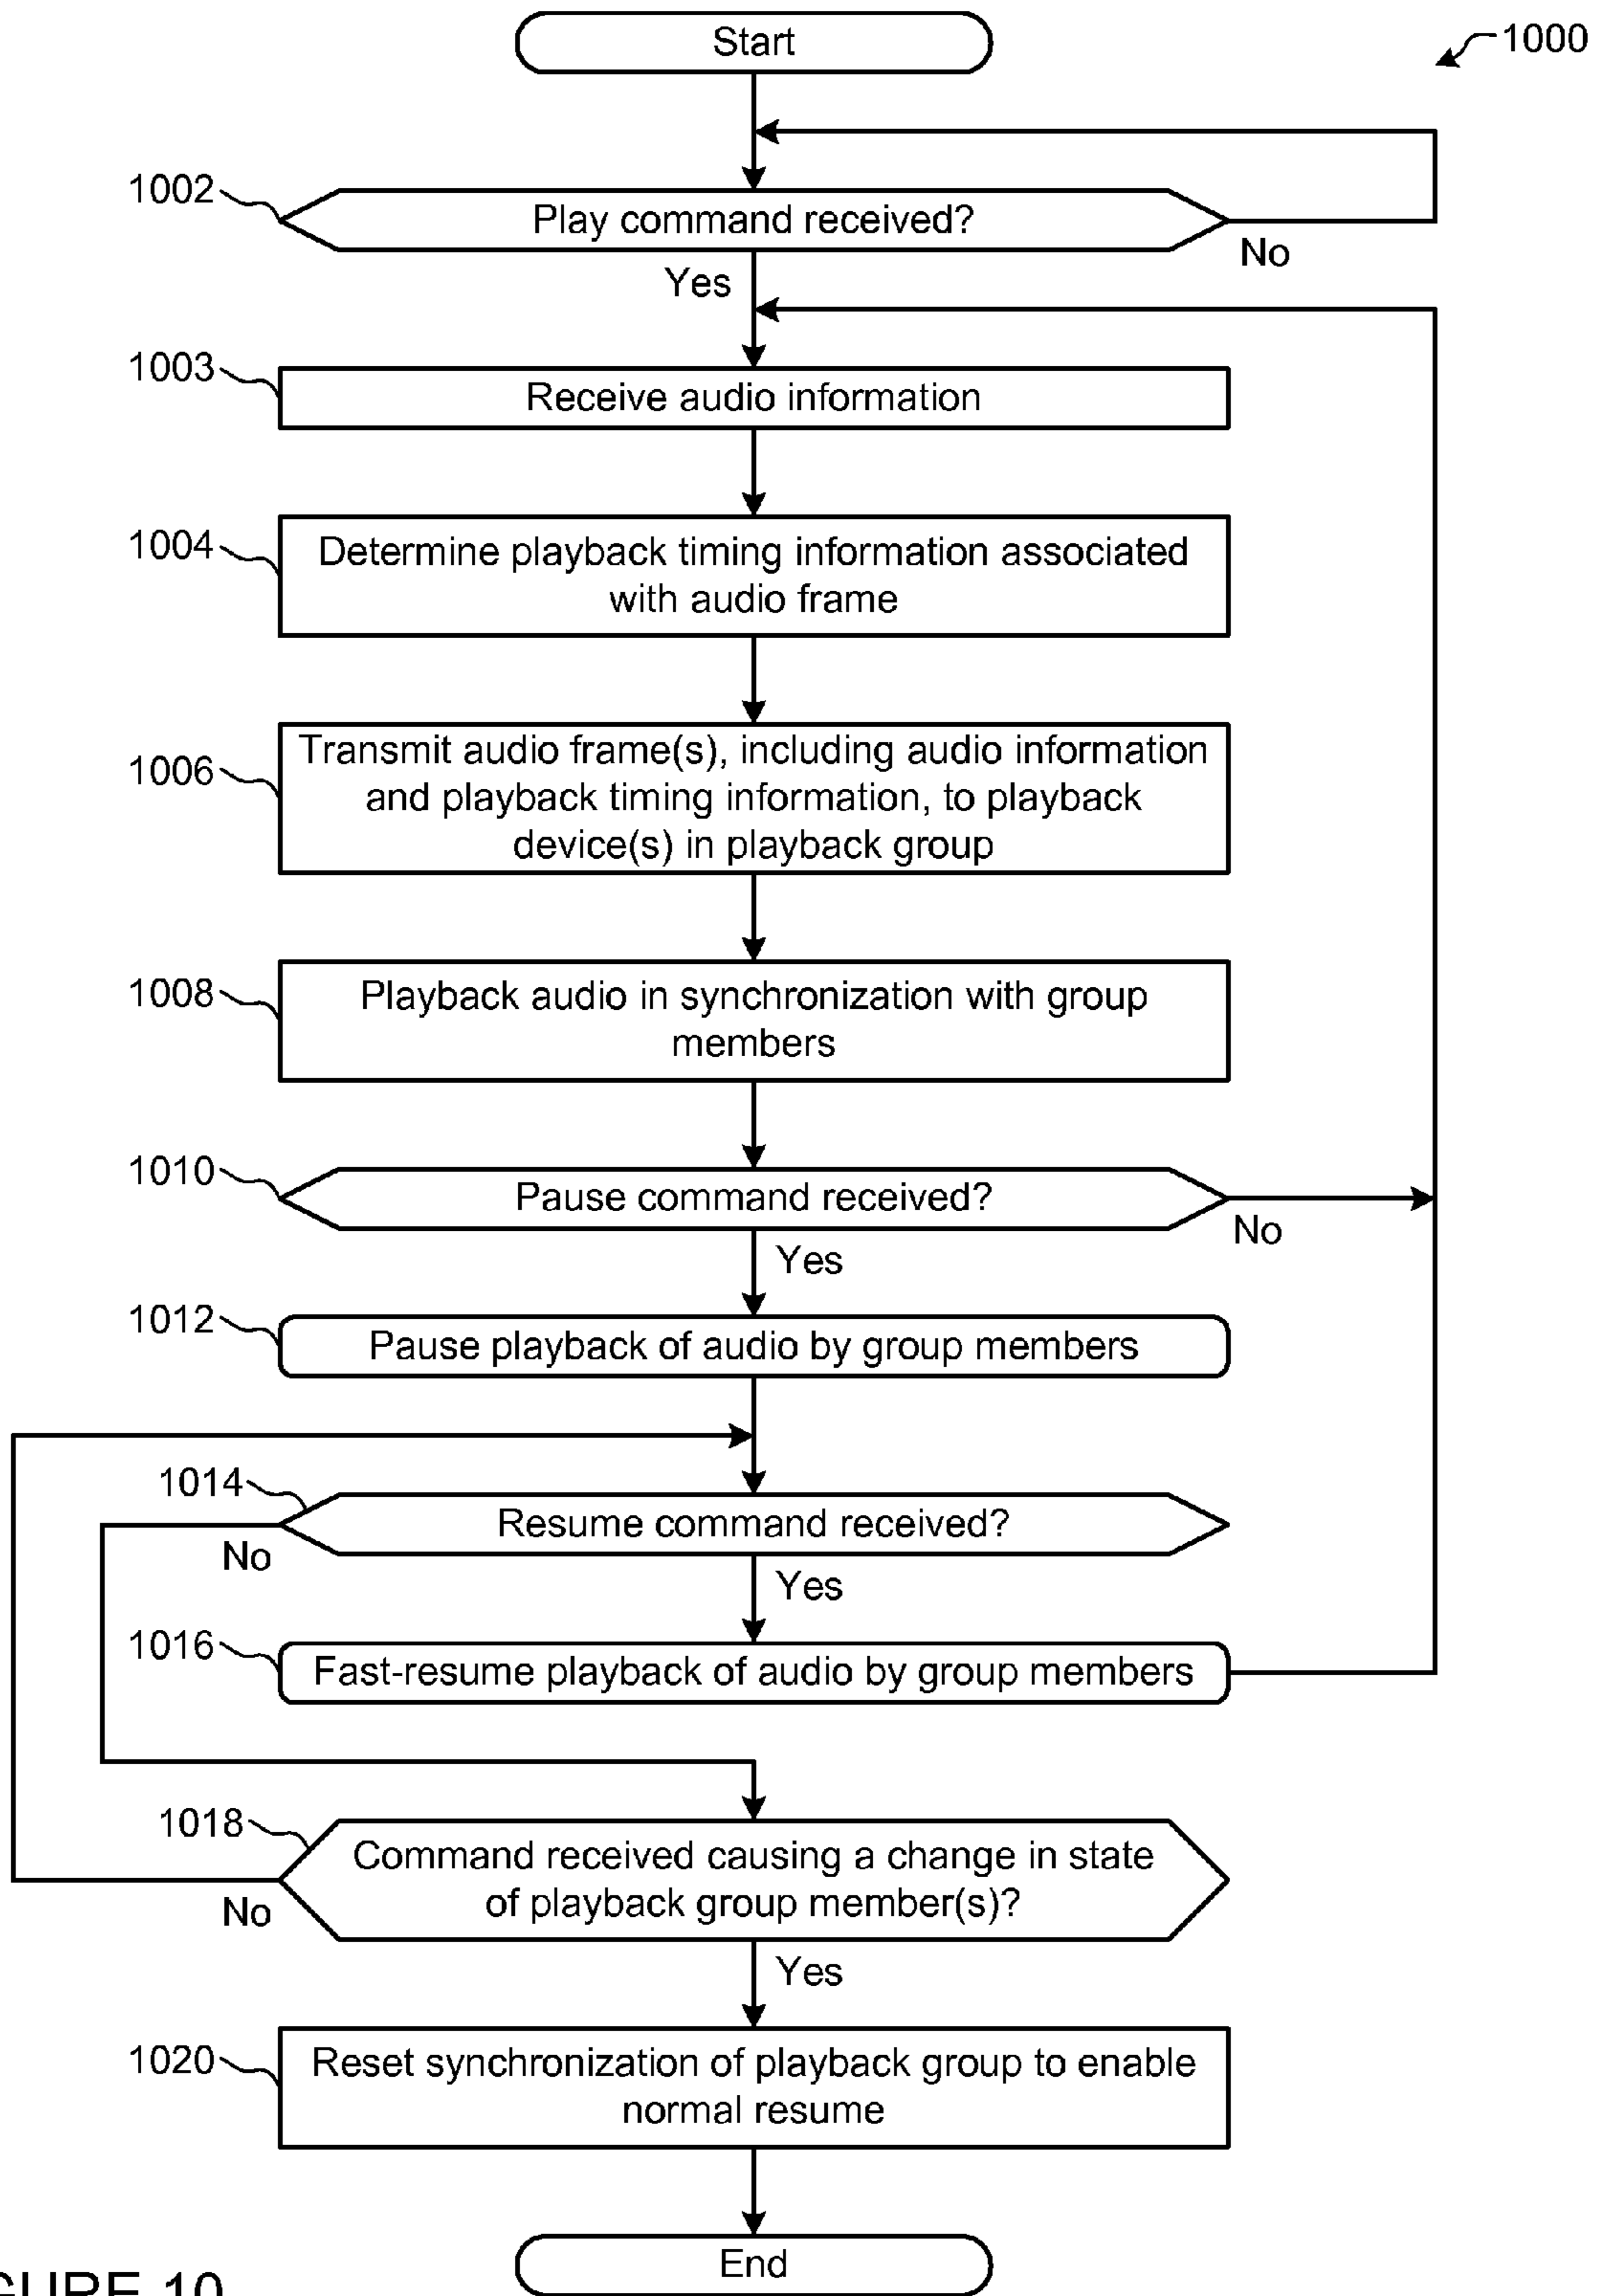 Start
1000
1002
Play command received?
No
Yes
1003
Receive audio information
1004
Determine playback timing information associated
with audio frame
1006
Transmit audio frame(s), including audio information
and playback timing information, to playback
device(s) in playback group
1008
Playback audio in synchronization with group
members
1010
Pause command received?
No
Yes
1012
Pause playback of audio by group members
1014
Resume command received?
No
Yes
1016
Fast-resume playback of audio by group members
1018
Command received causing a change in state
of playback group member(s)?
No
Yes
1020
Reset synchronization of playback group to enable
normal resume
End
GURE 10